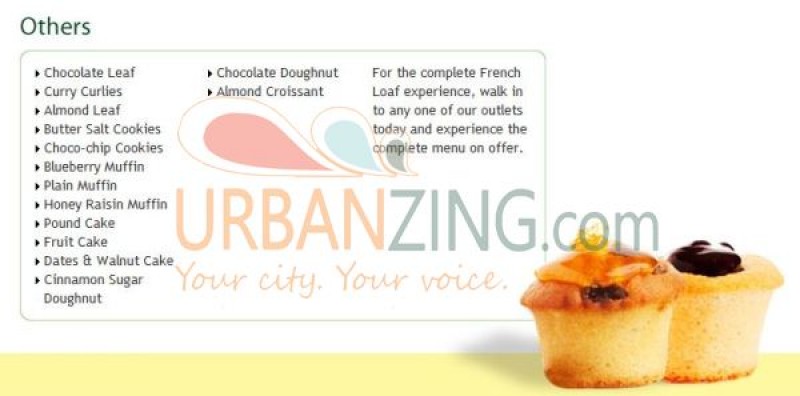 Others
Chocolate Leaf
Curry Curlies
Almond Leaf
Butter Salt Cookies
Choco-chip Cookies
Blueberry Muffin
Plain Muffin
Honey Raisin Muffin
Pound Cake
Fruit Cake
Dates & Walnut Cake
Cinnamon Sugar
Doughnut
Chocolate Doughnut
Almond Croissant
For the complete French
Loaf experience, walk in
to any one of our outlets
today and experience the
complete menu on offer.
URBANZING.com
Your city. Your voice.